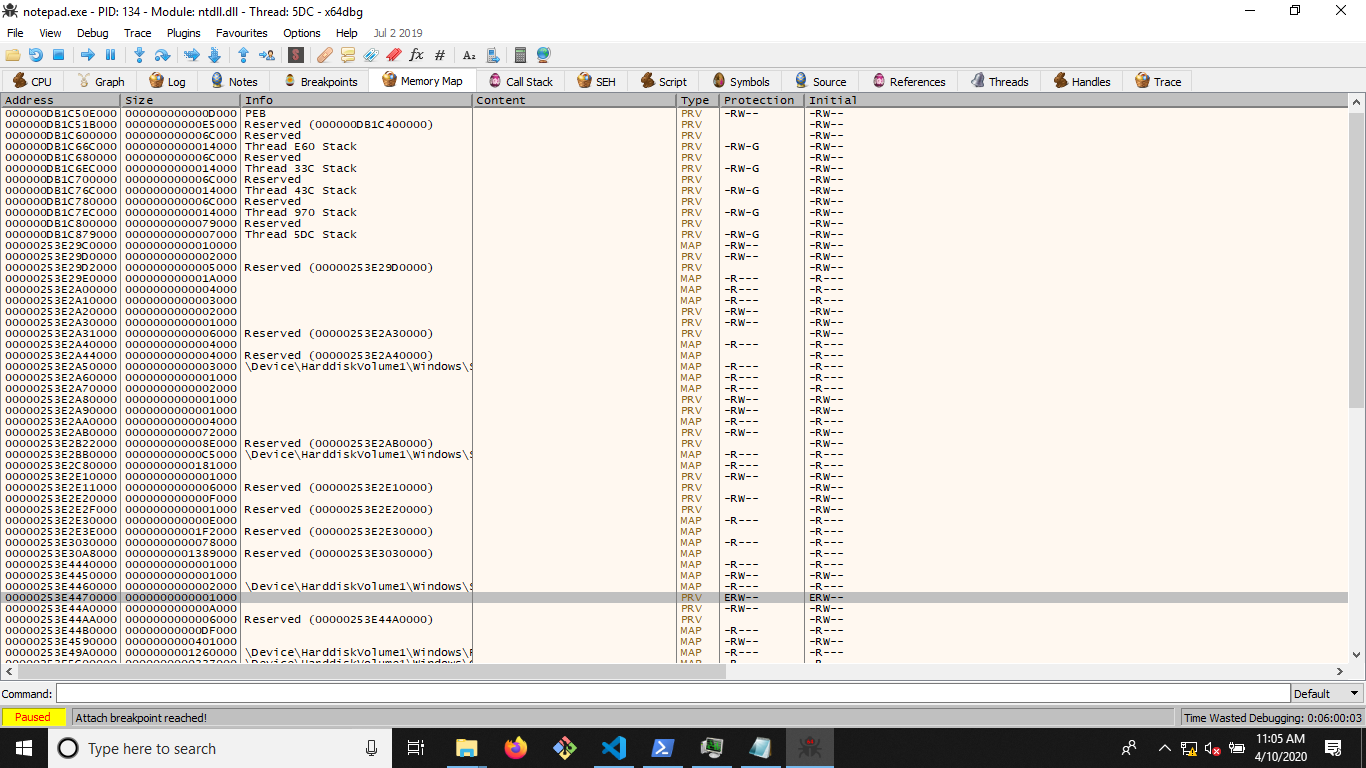 notepad.exe - PID: 134 - Module: ntdll.dll - Thread: 5DC - x64dbg
File View Debug Trace Plugins Favourites Options Help Jul 2 2019
CPU Graph Log Notes Breakpoints Memory Map Call Stack SEH Script Symbols Source References Threads Handles Trace
Address Size Info Content Type Protection Initial
000000DB1C50E000 000000000000D000 PEB PRV -RW-- -RW--
000000DB1C51B000 00000000000E5000 Reserved (000000DB1C400000) PRV -RW--
000000DB1C600000 000000000006C000 Reserved PRV -RW--
000000DB1C66C000 0000000000014000 Thread E60 Stack PRV -RW-G -RW--
000000DB1C680000 000000000006C000 Reserved PRV -RW--
000000DB1C6EC000 0000000000014000 Thread 33C Stack PRV -RW-G -RW--
000000DB1C700000 000000000006C000 Reserved PRV -RW--
000000DB1C76C000 0000000000014000 Thread 43C Stack PRV -RW-G -RW--
000000DB1C780000 000000000006C000 Reserved PRV -RW--
000000DB1C7EC000 0000000000014000 Thread 970 Stack PRV -RW-G -RW--
000000DB1C800000 0000000000079000 Reserved PRV -RW--
000000DB1C879000 0000000000007000 Thread 5DC Stack PRV -RW-G -RW--
00000253E29C0000 0000000000010000 MAP -RW-- -RW--
00000253E29D0000 0000000000002000 PRV -RW-- -RW--
00000253E29D2000 0000000000005000 Reserved (00000253E29D0000) PRV -RW--
00000253E29E0000 000000000001A000 MAP -R--- -R---
00000253E2A00000 0000000000004000 MAP -R--- -R---
00000253E2A10000 0000000000003000 MAP -R--- -R---
00000253E2A20000 0000000000002000 PRV -RW-- -RW--
00000253E2A30000 0000000000001000 PRV -RW-- -RW--
00000253E2A31000 0000000000006000 Reserved (00000253E2A30000) PRV -RW--
00000253E2A40000 0000000000004000 MAP -R--- -R---
00000253E2A44000 0000000000004000 Reserved (00000253E2A40000) MAP -R---
00000253E2A50000 0000000000003000 \Device\HarddiskVolume1\Windows\S MAP -R--- -R---
00000253E2A60000 0000000000001000 MAP -R--- -R---
00000253E2A70000 0000000000002000 MAP -R--- -R---
00000253E2A80000 0000000000001000 PRV -RW-- -RW--
00000253E2A90000 0000000000001000 PRV -RW-- -RW--
00000253E2AA0000 0000000000004000 MAP -R--- -R---
00000253E2AB0000 0000000000072000 PRV -RW-- -RW--
00000253E2B22000 000000000008E000 Reserved (00000253E2AB0000) PRV -RW--
00000253E2BB0000 00000000000C5000 \Device\HarddiskVolume1\Windows\S MAP -R--- -R---
00000253E2C80000 0000000000181000 MAP -R--- -R---
00000253E2E10000 0000000000001000 PRV -RW-- -RW--
00000253E2E11000 0000000000006000 Reserved (00000253E2E10000) PRV -RW--
00000253E2E20000 000000000000F000 PRV -RW-- -RW--
00000253E2E2F000 0000000000001000 Reserved (00000253E2E20000) PRV -RW--
00000253E2E30000 000000000000E000 MAP -R--- -R---
00000253E2E3E000 00000000001F2000 Reserved (00000253E2E30000) MAP -R---
00000253E3030000 0000000000078000 MAP -R--- -R---
00000253E30A8000 0000000001389000 Reserved (00000253E3030000) MAP -R---
00000253E4440000 0000000000001000 MAP -R--- -R---
00000253E4450000 0000000000001000 MAP -RW-- -RW--
00000253E4460000 0000000000002000 \Device\HarddiskVolume1\Windows\S MAP -R--- -R---
00000253E4470000 0000000000001000 PRV ERW-- ERW--
00000253E44A0000 000000000000A000 PRV -RW-- -RW--
00000253E44AA000 0000000000006000 Reserved (00000253E44A0000) PRV -RW--
00000253E44B0000 00000000000DF000 MAP -R--- -R---
00000253E4590000 0000000000401000 MAP -RW-- -RW--
00000253E49A0000 0000000001260000 \Device\HarddiskVolume1\Windows\F MAP -R--- -R---
Command: Default
Paused Attach breakpoint reached! Time Wasted Debugging: 0:06:00:03
Type here to search
11:05 AM
4/10/2020